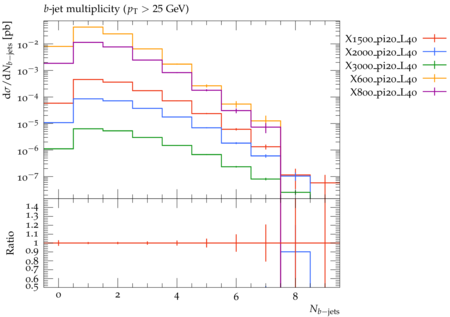 b-jet multiplicity (pT > 25 GeV)
dσ/dNb−jets [pb]
10−2
10−3
10−4
10−5
10−6
10−7
X1500_pi20_L40
X2000_pi20_L40
X3000_pi20_L40
X600_pi20_L40
X800_pi20_L40
Ratio
1.4
1.3
1.2
1.1
1
0.9
0.8
0.7
0.6
0.5
0 2 4 6 8
Nb−jets